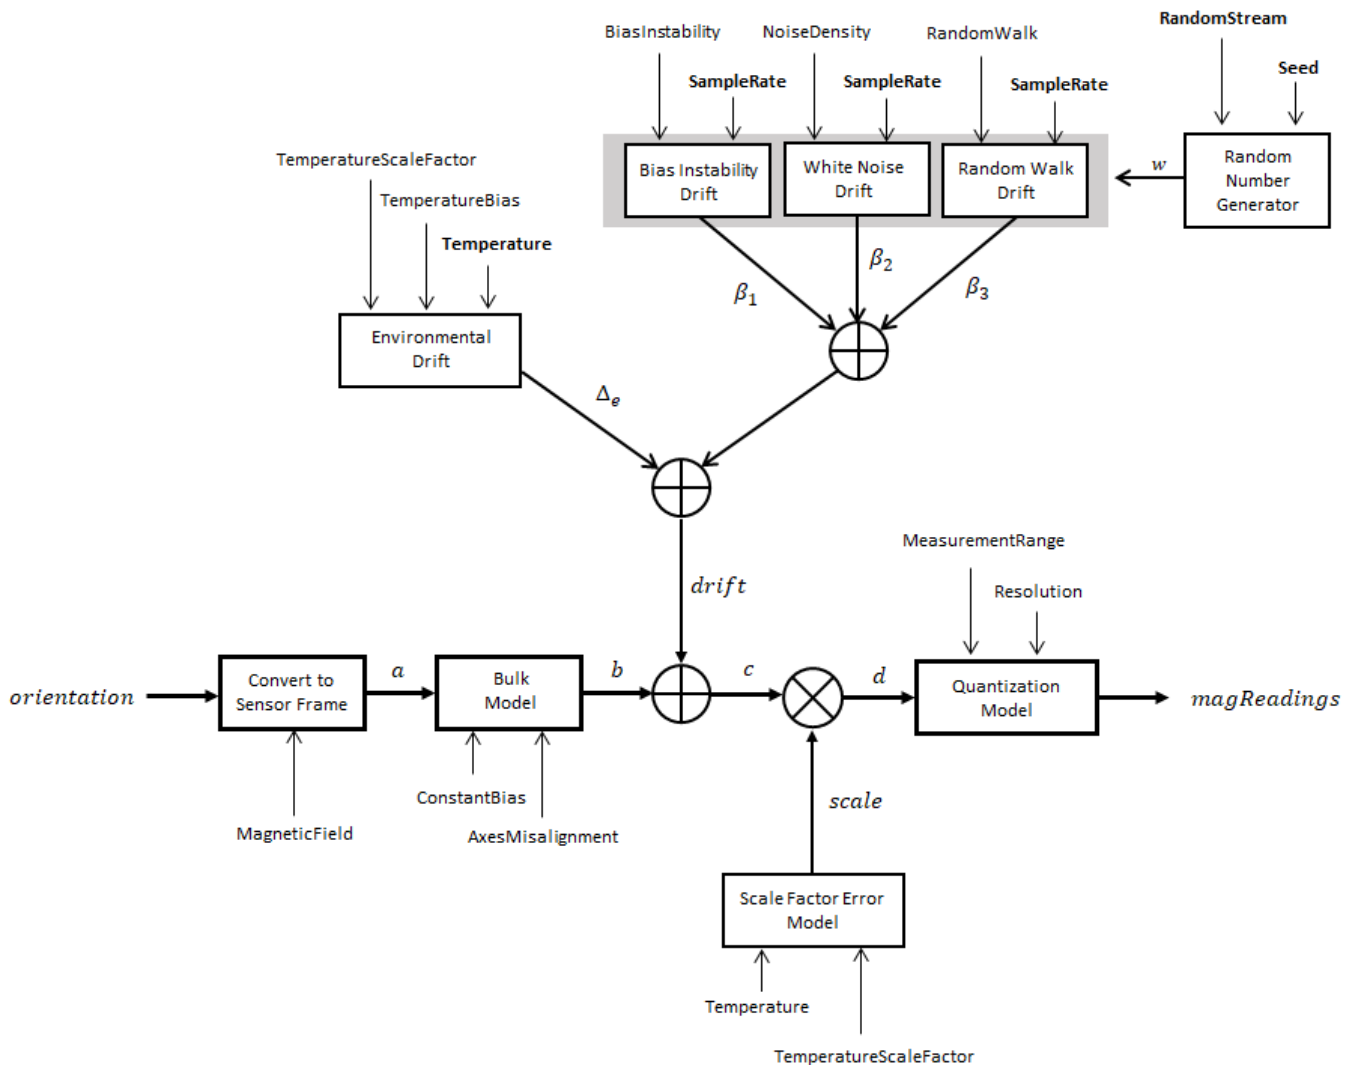 RandomStream
BiasInstability
NoiseDensity
RandomWalk
Seed
SampleRate
SampleRate
SampleRate
TemperatureScaleFactor
Bias Instability
Drift
White Noise
Drift
Random Walk
Drift
w
Random
Number
Generator
TemperatureBias
Temperature
β₁
β₂
β₃
Environmental
Drift
Δₑ
MeasurementRange
drift
Resolution
orientation
Convert to
Sensor Frame
a
Bulk
Model
b
c
d
Quantization
Model
magReadings
ConstantBias
MagneticField
AxesMisalignment
scale
Scale Factor Error
Model
Temperature
TemperatureScaleFactor